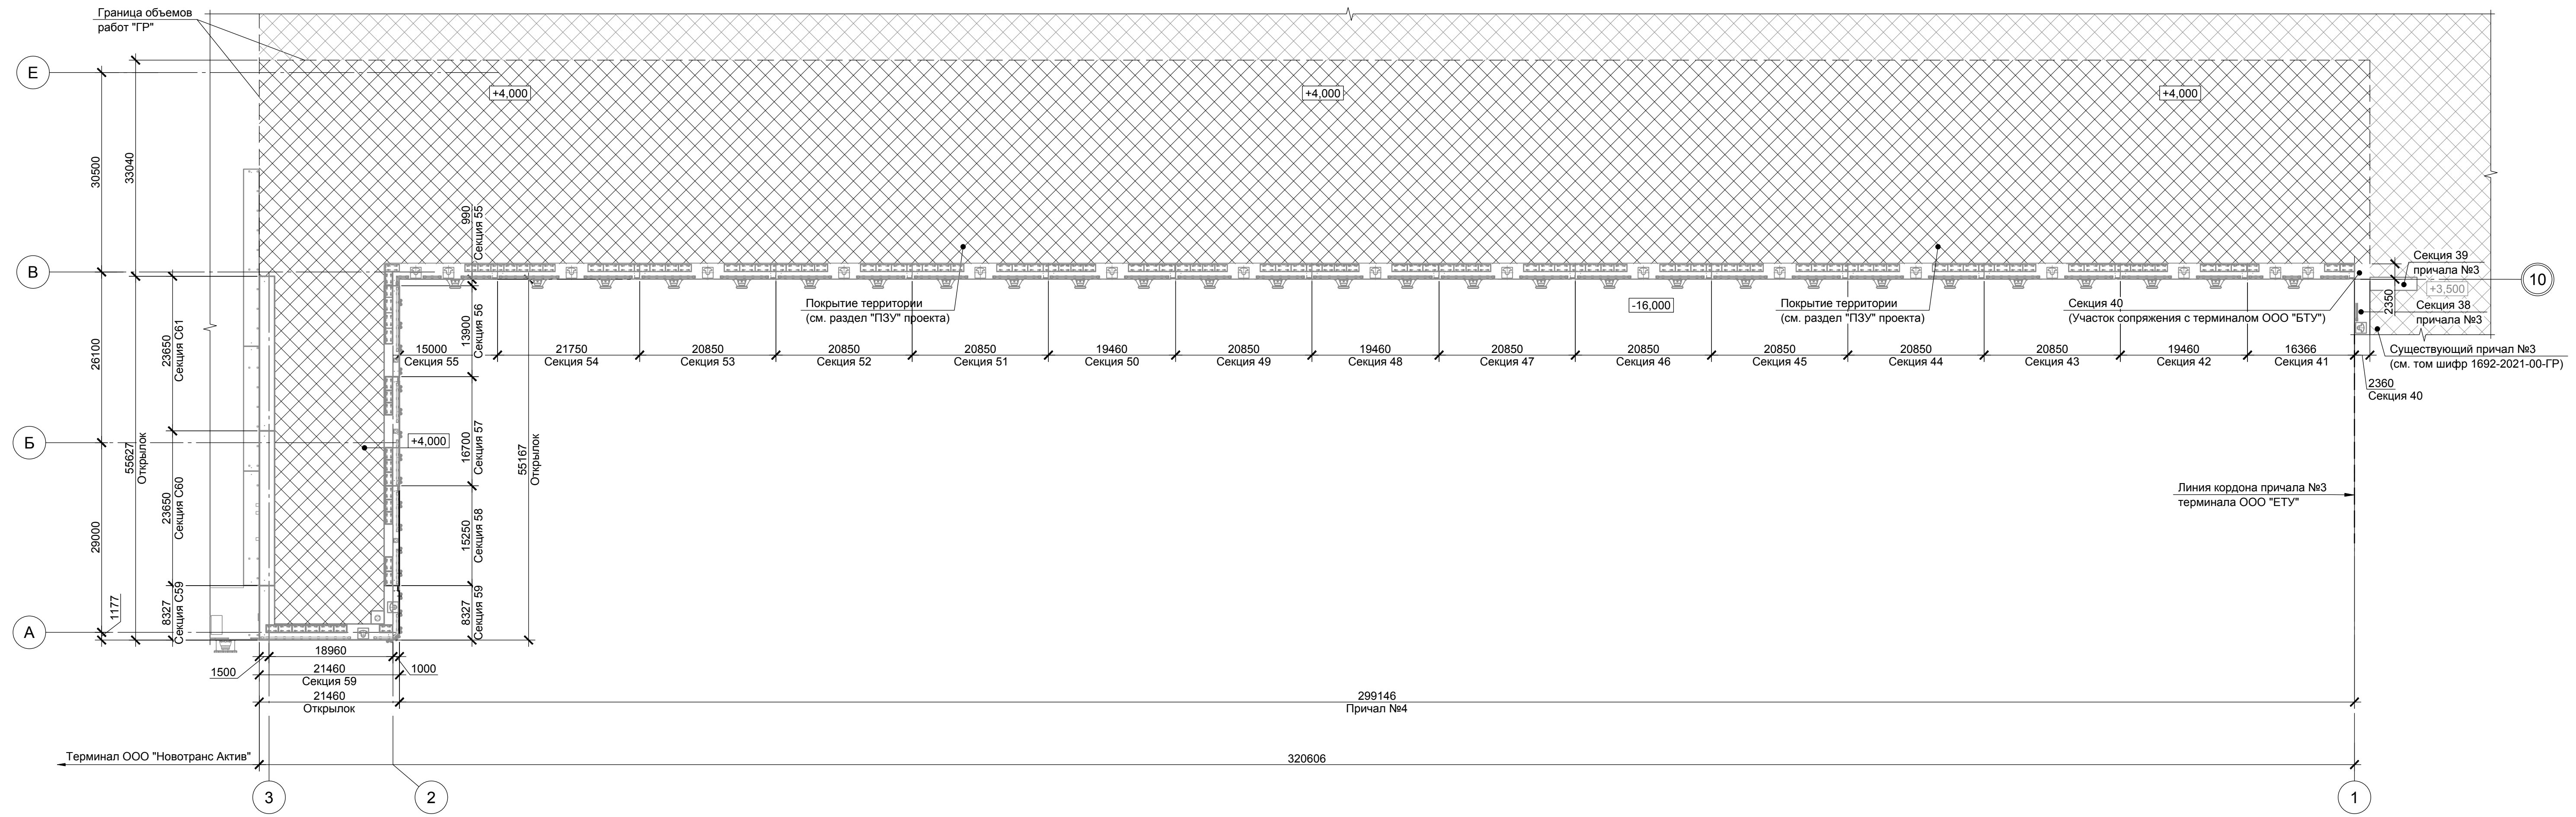 Граница объемов
работ "ГР"
Е
+4,000
+4,000
+4,000
30500
33040
990
Секция 55
В
Секция 39
причала №3
+3,500
10
2350
Покрытие территории
(см. раздел "ПЗУ" проекта)
-16,000
Покрытие территории
(см. раздел "ПЗУ" проекта)
Секция 40
(Участок сопряжения с терминалом ООО "БТУ")
Секция 38
причала №3
26100
23650
Секция С61
13900
Секция 56
15000
Секция 55
21750
Секция 54
20850
Секция 53
20850
Секция 52
20850
Секция 51
19460
Секция 50
20850
Секция 49
19460
Секция 48
20850
Секция 47
20850
Секция 46
20850
Секция 45
20850
Секция 44
20850
Секция 43
19460
Секция 42
16366
Секция 41
Существующий причал №3
(см. том шифр 1692-2021-00-ГР)
2360
Секция 40
Б
+4,000
55627
Открылок
16700
Секция 57
55167
Открылок
29000
23650
Секция С60
15250
Секция 58
Линия кордона причала №3
терминала ООО "ЕТУ"
1177
8327
Секция С59
8327
Секция 59
А
18960
1500
1000
21460
Секция 59
21460
Открылок
299146
Причал №4
Терминал ООО "Новотранс Актив"
320606
3
2
1